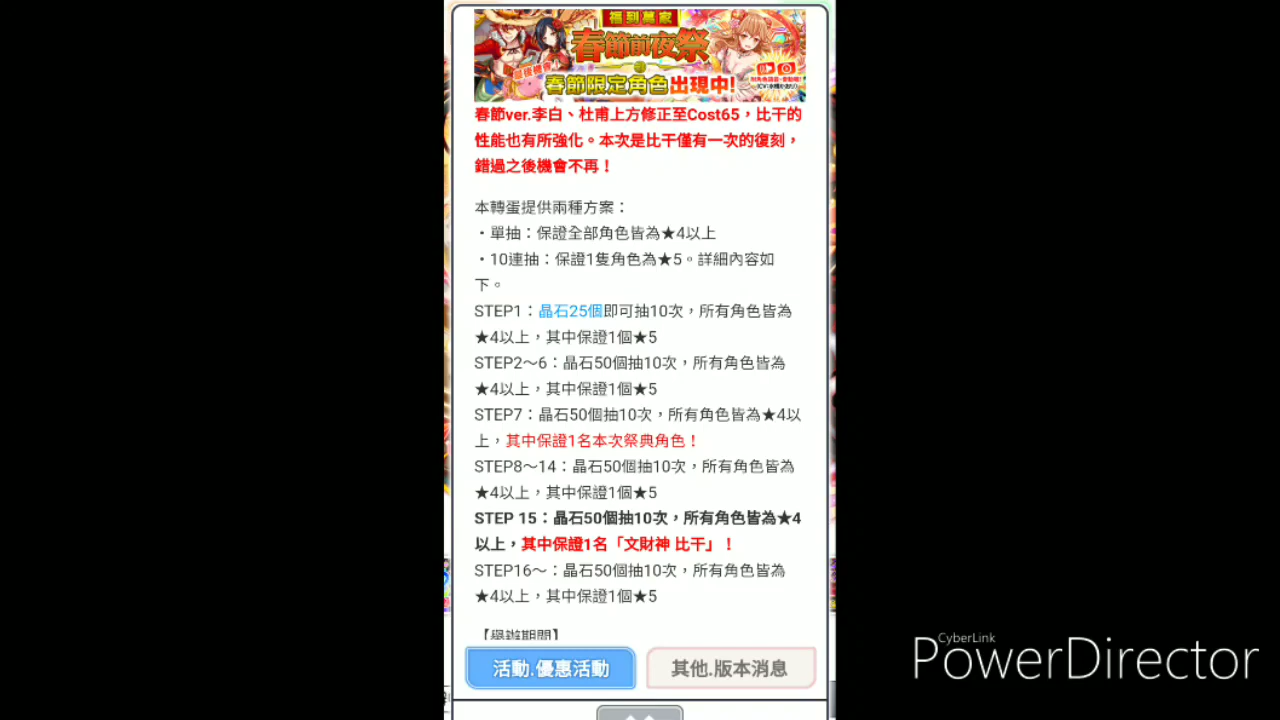 福到萬家
春節前夜祭
春節限定角色出現中!
春節ver.李白、杜甫上方修正至Cost65，比干的
性能也有所強化。本次是比干僅有一次的復刻，
錯過之後機會不再！
本轉蛋提供兩種方案：
・單抽：保證全部角色皆為★4以上
・10連抽：保證1隻角色為★5。詳細內容如
下。
STEP1：晶石25個即可抽10次，所有角色皆為
★4以上，其中保證1個★5
STEP2～6：晶石50個抽10次，所有角色皆為
★4以上，其中保證1個★5
STEP7：晶石50個抽10次，所有角色皆為★4以
上，其中保證1名本次祭典角色！
STEP8～14：晶石50個抽10次，所有角色皆為
★4以上，其中保證1個★5
STEP 15：晶石50個抽10次，所有角色皆為★4
以上，其中保證1名「文財神 比干」！
STEP16～：晶石50個抽10次，所有角色皆為
★4以上，其中保證1個★5
【舉辦期間】
活動.優惠活動
其他.版本消息
CyberLink
PowerDirector